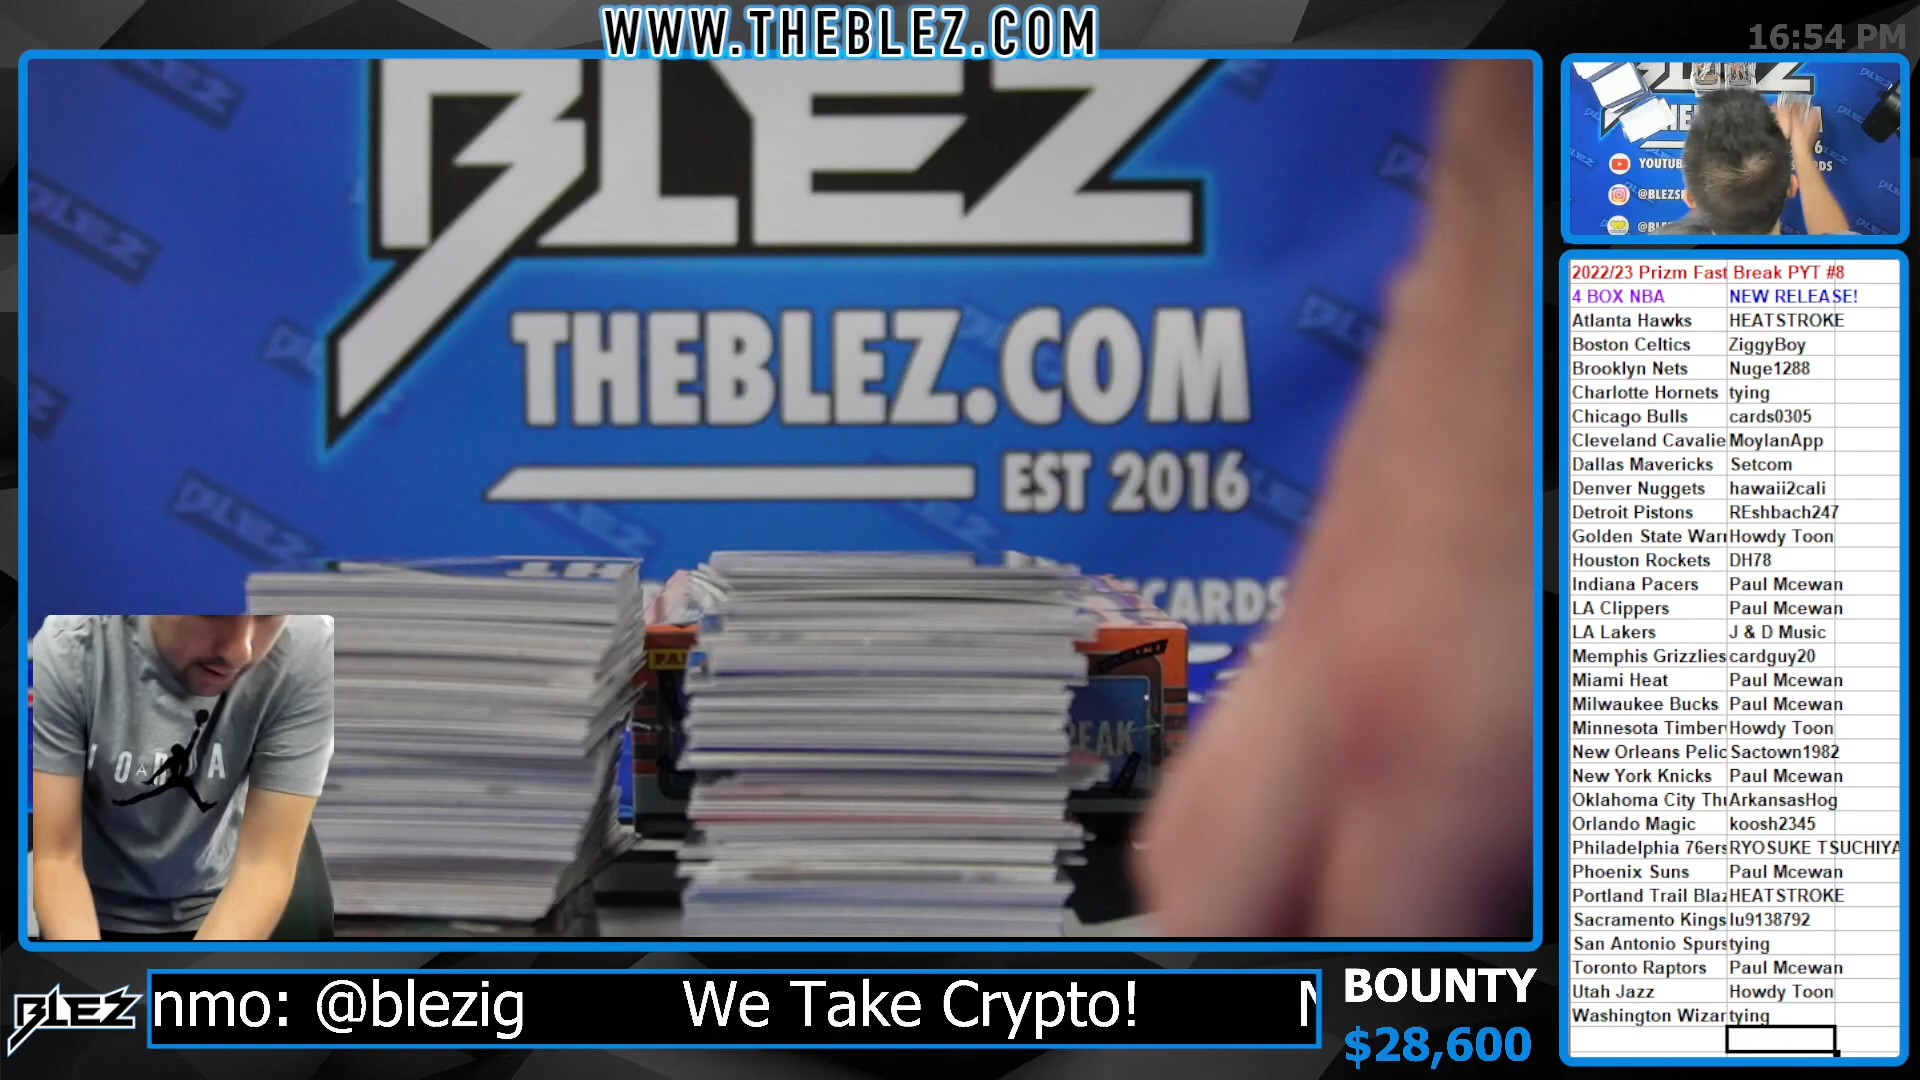 WWW.THEBLEZ.COM
16:54 PM
BLEZ
THEBLEZ.COM
EST 2016
CARDS
BLEZ
@BLEZS
2022/23 Prizm Fast Break PYT #8
4 BOX NBA NEW RELEASE!
Atlanta Hawks HEATSTROKE
Boston Celtics ZiggyBoy
Brooklyn Nets Nuge1288
Charlotte Hornets tying
Chicago Bulls cards0305
Cleveland Cavalie MoylanApp
Dallas Mavericks Setcom
Denver Nuggets hawaii2cali
Detroit Pistons REshbach247
Golden State Warr Howdy Toon
Houston Rockets DH78
Indiana Pacers Paul Mcewan
LA Clippers Paul Mcewan
LA Lakers J & D Music
Memphis Grizzlies cardguy20
Miami Heat Paul Mcewan
Milwaukee Bucks Paul Mcewan
Minnesota Timber Howdy Toon
New Orleans Pelic Sactown1982
New York Knicks Paul Mcewan
Oklahoma City Thu ArkansasHog
Orlando Magic koosh2345
Philadelphia 76ers RYOSUKE TSUCHIYA
Phoenix Suns Paul Mcewan
Portland Trail Blaz HEATSTROKE
Sacramento Kings lu9138792
San Antonio Spurs tying
Toronto Raptors Paul Mcewan
Utah Jazz Howdy Toon
Washington Wizar tying
BLEZ
nmo: @blezig We Take Crypto!
BOUNTY
$28,600